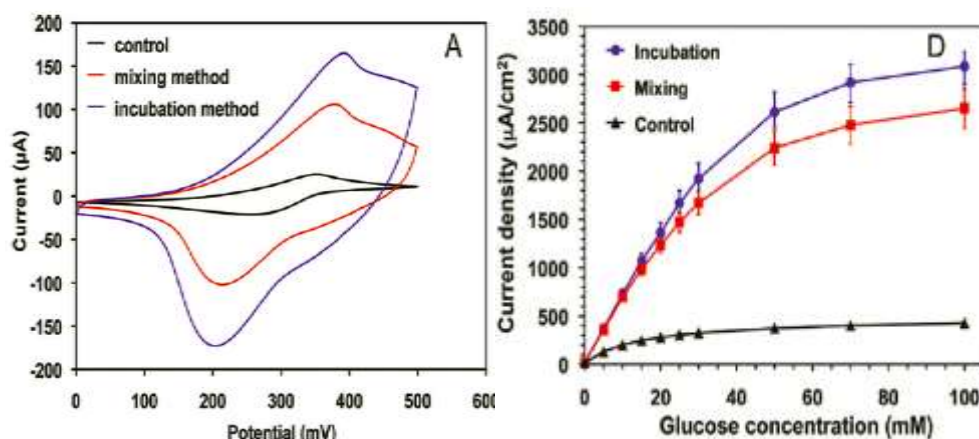 A
control
mixing method
incubation method
200
150
100
50
0
-50
-100
-150
-200
Current (µA)
0 100 200 300 400 500 600
Potential (mV)
D
Incubation
Mixing
Control
3500
3000
2500
2000
1500
1000
500
0
Current density (µA/cm²)
0 20 40 60 80 100
Glucose concentration (mM)